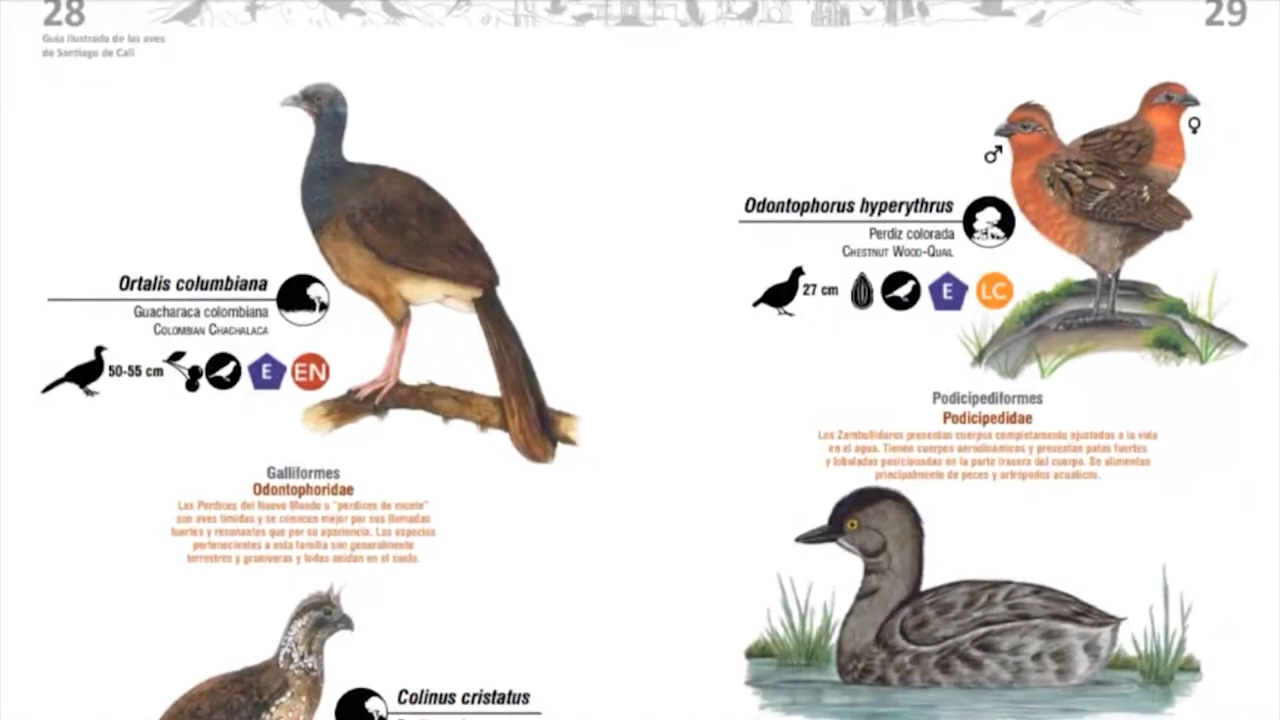 28
Guía ilustrada de las aves
de Santiago de Cali
29
Ortalis columbiana
Guacharaca colombiana
Colombian Chachalaca
50-55 cm
E
EN
Galliformes
Odontophoridae
Las Perdices del Nuevo Mundo o "perdices de monte"
son aves tímidas y se conocen mejor por sus llamadas
fuertes y resonantes que por su apariencia. Las especies
pertenecientes a esta familia son generalmente
terrestres y granívoras y todas anidan en el suelo.
Colinus cristatus
♂
♀
Odontophorus hyperythrus
Perdiz colorada
Chestnut Wood-Quail
27 cm
E
LC
Podicipediformes
Podicipedidae
Los Zambullidores presentan cuerpos completamente ajustados a la vida
en el agua. Tienen cuerpos aerodinámicos y presentan patas fuertes
y lobuladas posicionadas en la parte trasera del cuerpo. Se alimentan
principalmente de peces y artrópodos acuáticos.